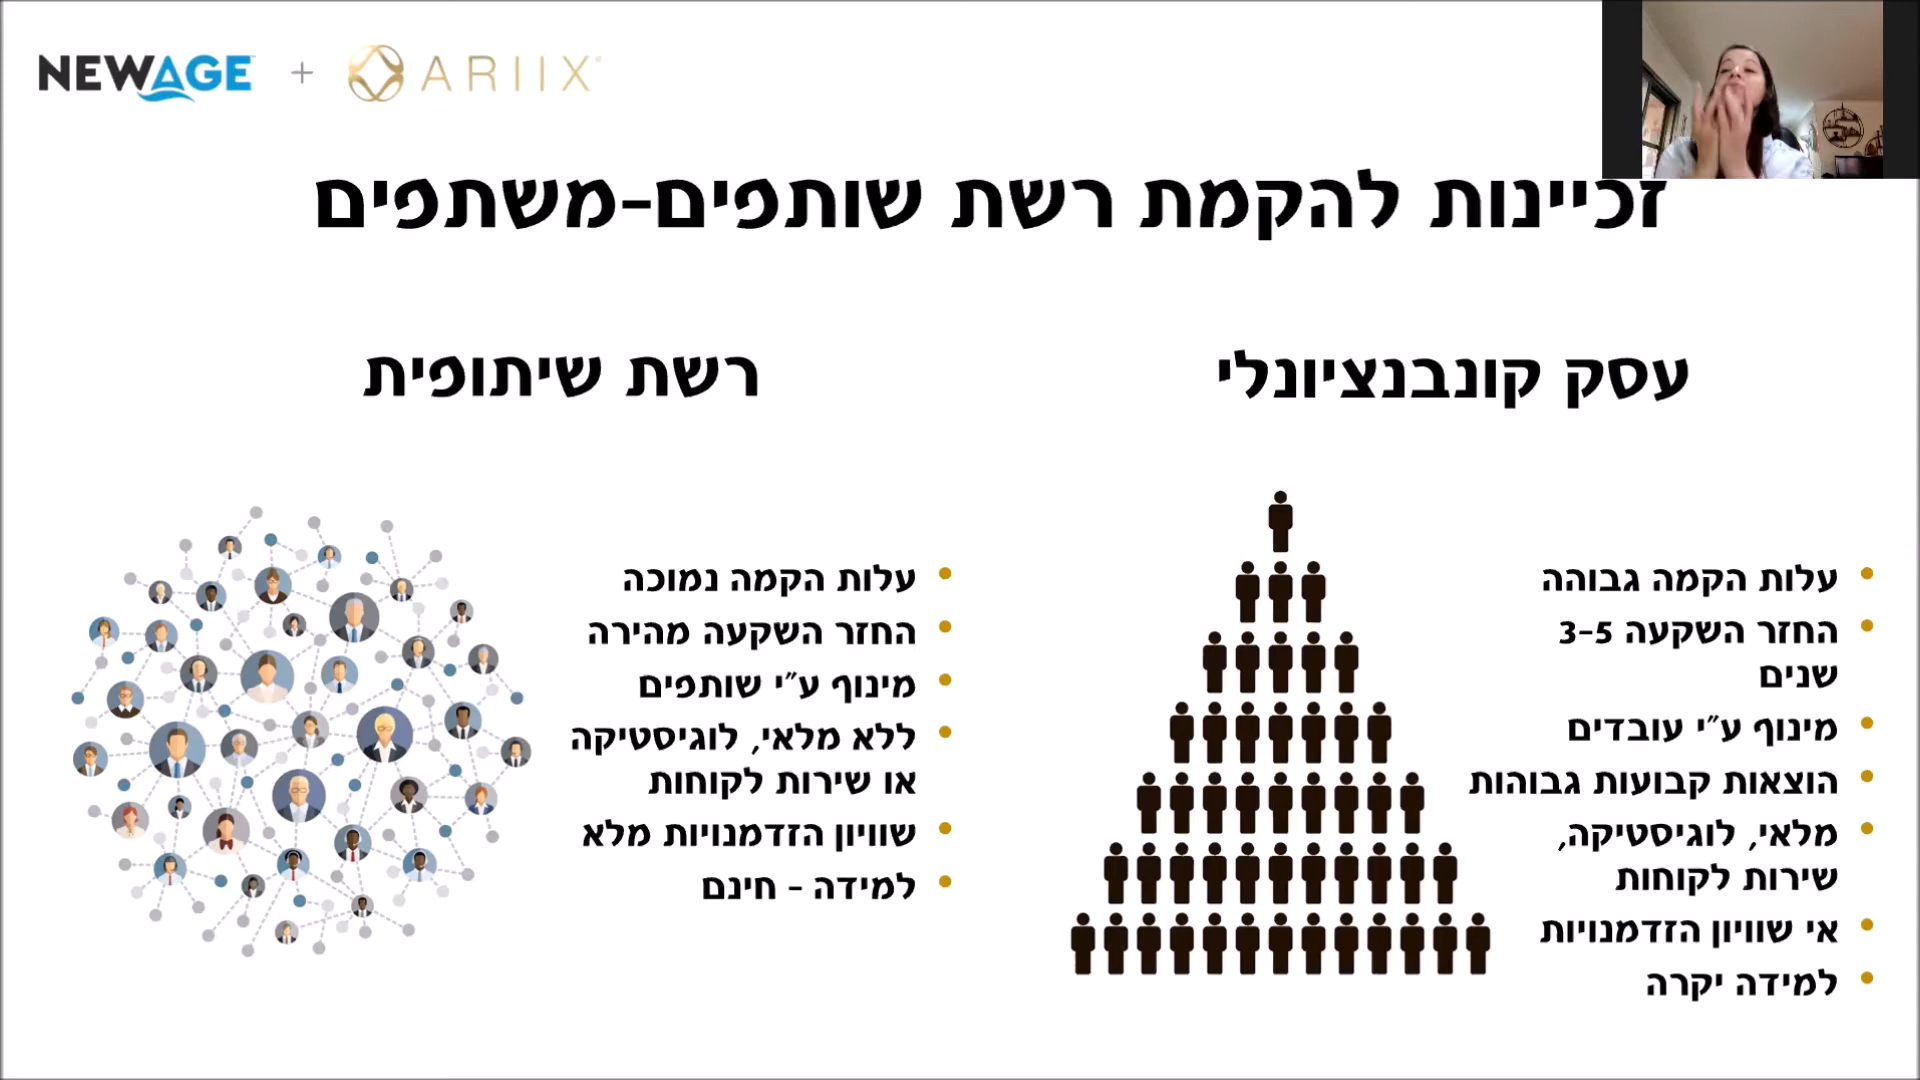 NEWAGE + ARIIX
זכיינות להקמת רשת שותפים-משתפים
עסק קונבנציונלי
עלות הקמה גבוהה
החזר השקעה 3-5
שנים
מינוף ע״י עובדים
הוצאות קבועות גבוהות
מלאי, לוגיסטיקה,
שירות לקוחות
אי שוויון הזדמנויות
למידה יקרה
רשת שיתופית
עלות הקמה נמוכה
החזר השקעה מהירה
מינוף ע״י שותפים
ללא מלאי, לוגיסטיקה
או שירות לקוחות
שוויון הזדמנויות מלא
למידה - חינם